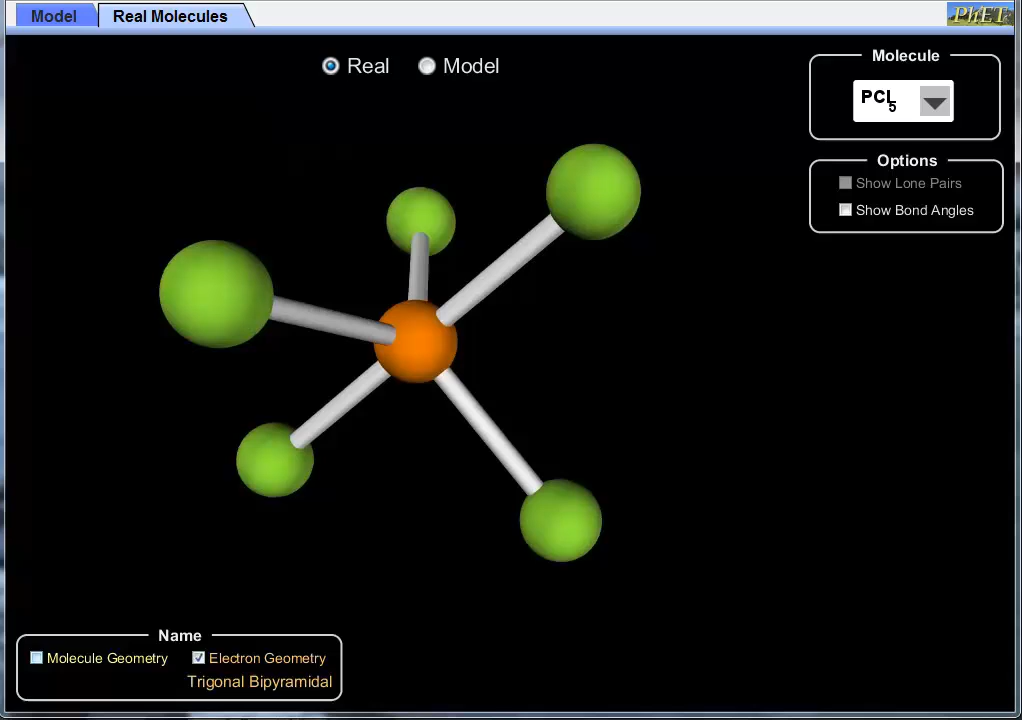 Model
Real Molecules
PhET
Real
Model
Molecule
PCl5
Options
Show Lone Pairs
Show Bond Angles
Name
Molecule Geometry
Electron Geometry
Trigonal Bipyramidal